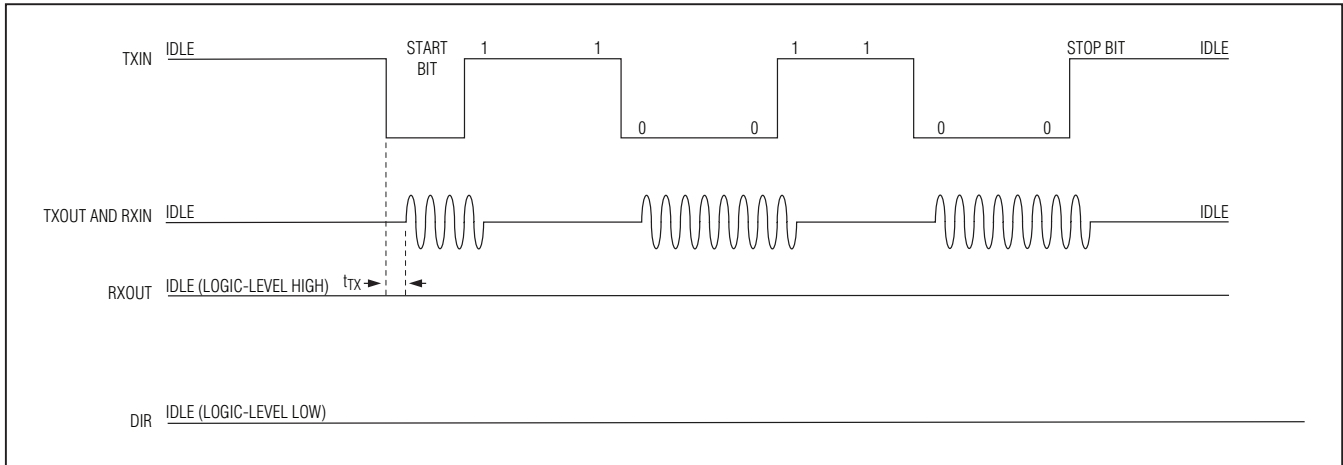 TXIN IDLE START BIT 1 1 1 1 STOP BIT IDLE
0 0 0 0
TXOUT AND RXIN IDLE IDLE
RXOUT IDLE (LOGIC-LEVEL HIGH) tTX
DIR IDLE (LOGIC-LEVEL LOW)